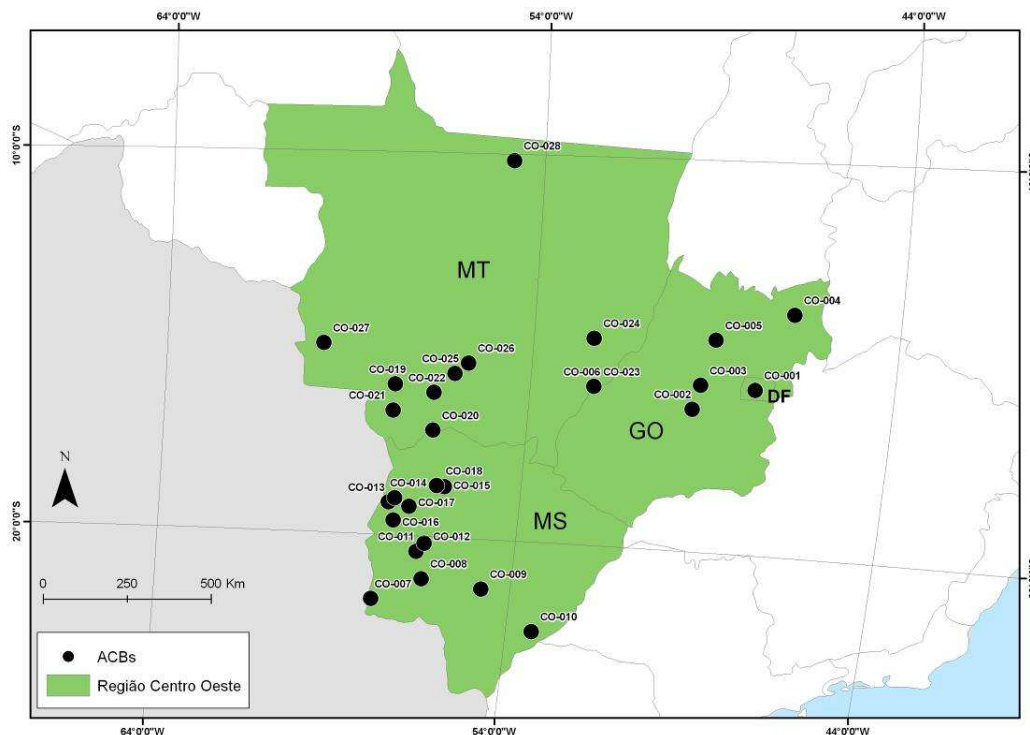 64°0'0"W 54°0'0"W 44°0'0"W
10°0'0"S
CO-028
MT
CO-004
CO-027
CO-024
CO-005
CO-026
CO-025
CO-019
CO-022
CO-006 CO-023
CO-003
CO-001
CO-021
CO-002
DF
CO-020
GO
N
CO-018
CO-014
CO-015
CO-013
CO-017
MS
20°0'0"S
CO-016
CO-011 CO-012
CO-008
CO-009
CO-007
0 250 500 Km
CO-010
ACBs
Região Centro Oeste
64°0'0"W 54°0'0"W 44°0'0"W